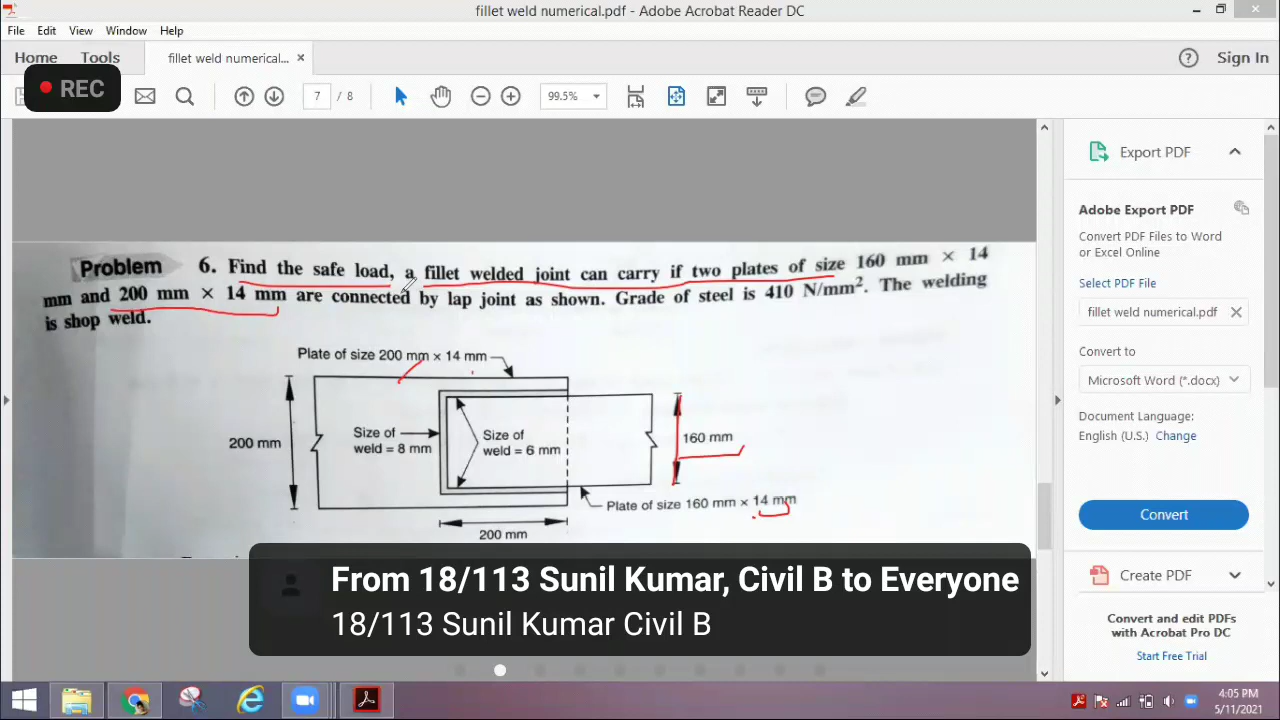 fillet weld numerical.pdf - Adobe Acrobat Reader DC
File Edit View Window Help
Home Tools fillet weld numerical... × Sign In
REC 7 / 8 99.5%
Export PDF
Adobe Export PDF
Convert PDF Files to Word
or Excel Online
Select PDF File
fillet weld numerical.pdf
Convert to
Microsoft Word (*.docx)
Document Language:
English (U.S.) Change
Convert
Create PDF
Convert and edit PDFs
with Acrobat Pro DC
Start Free Trial
Problem 6. Find the safe load, a fillet welded joint can carry if two plates of size 160 mm × 14
mm and 200 mm × 14 mm are connected by lap joint as shown. Grade of steel is 410 N/mm². The welding
is shop weld.
Plate of size 200 mm × 14 mm
200 mm
Size of
weld = 8 mm
Size of
weld = 6 mm
160 mm
Plate of size 160 mm × 14 mm
200 mm
From 18/113 Sunil Kumar, Civil B to Everyone
18/113 Sunil Kumar Civil B
4:05 PM
5/11/2021